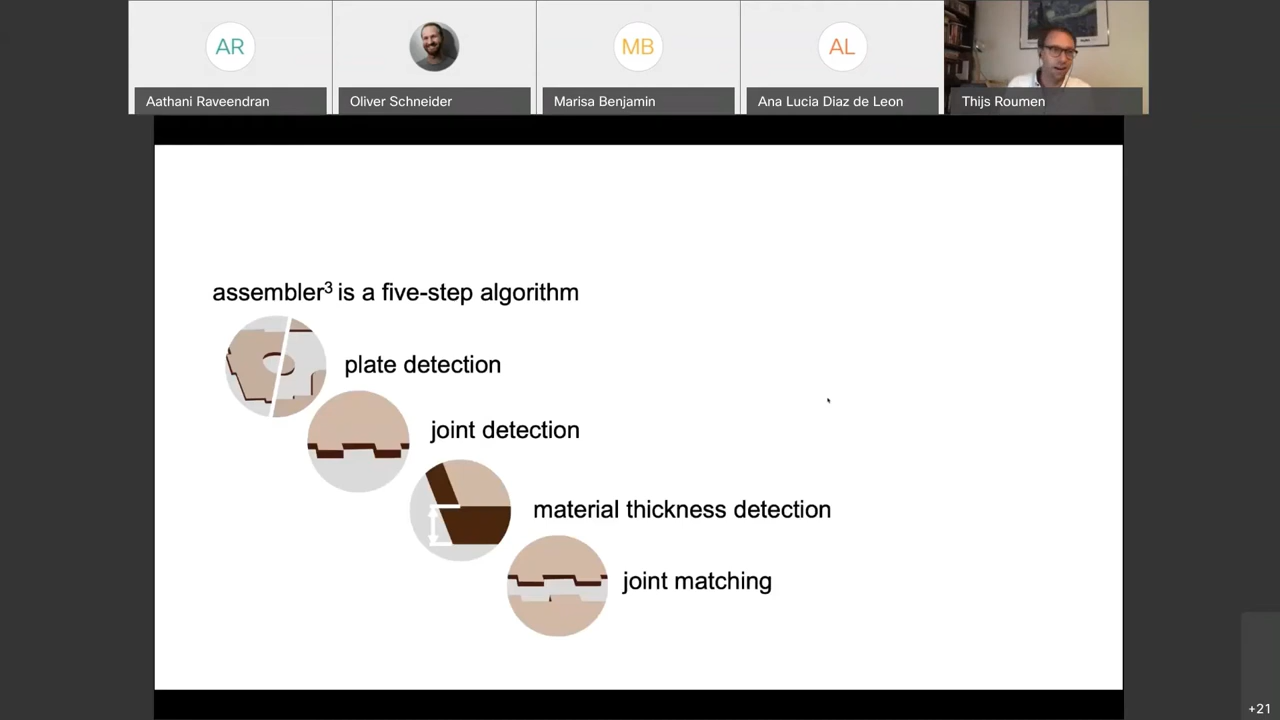 AR
MB
AL
Aathani Raveendran
Oliver Schneider
Marisa Benjamin
Ana Lucia Diaz de Leon
Thijs Roumen
assembler³ is a five-step algorithm
plate detection
joint detection
material thickness detection
joint matching
+21